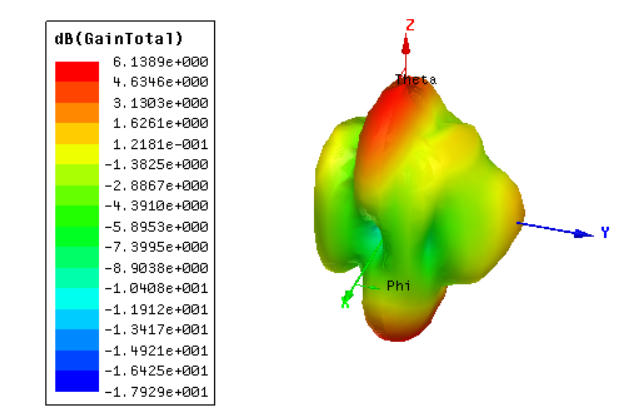 dB(GainTotal)
6.1389e+000
4.6346e+000
3.1303e+000
1.6261e+000
1.2181e-001
-1.3825e+000
-2.8867e+000
-4.3910e+000
-5.8953e+000
-7.3995e+000
-8.9038e+000
-1.0408e+001
-1.1912e+001
-1.3417e+001
-1.4921e+001
-1.6425e+001
-1.7929e+001
Z
Theta
Y
Phi
X